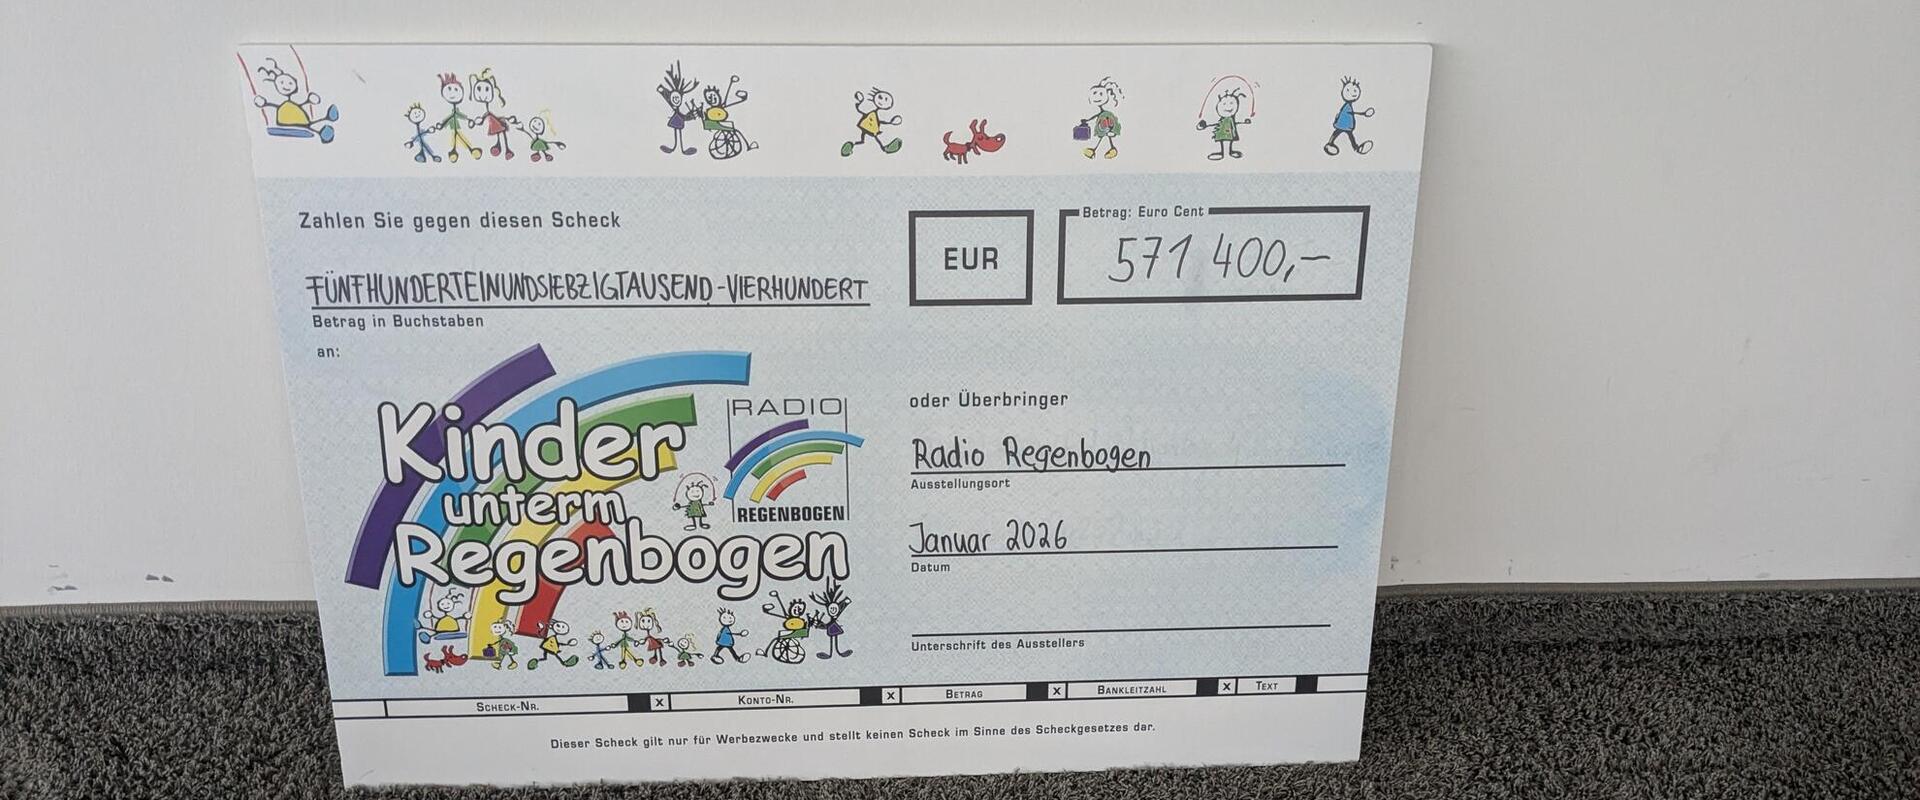 Zahlen Sie gegen diesen Scheck
FÜNFHUNDERTEINUNDSIEBZIGTAUSEND-VIERHUNDERT
Betrag in Buchstaben
EUR
Betrag: Euro Cent
571 400,-
an:
Kinder
unterm
Regenbogen
RADIO
REGENBOGEN
oder Überbringer
Radio Regenbogen
Ausstellungsort
Januar 2026
Datum
Unterschrift des Ausstellers
Scheck-Nr. X Konto-Nr. X Betrag X Bankleitzahl X Text
Dieser Scheck gilt nur für Werbezwecke und stellt keinen Scheck im Sinne des Scheckgesetzes dar.